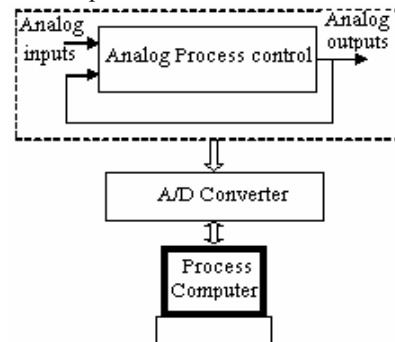 Analog
inputs
Analog Process control
Analog
outputs
A/D Converter
Process
Computer